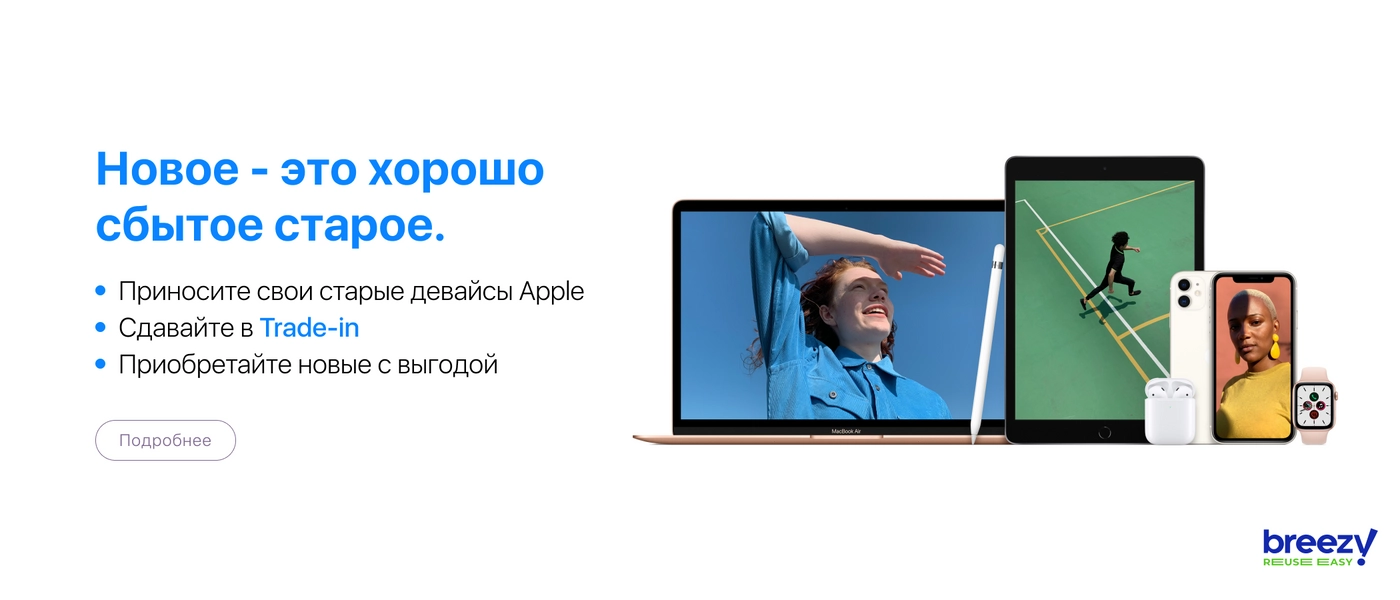 Новое - это хорошо
сбытое старое.
Приносите свои старые девайсы Apple
Сдавайте в Trade-in
Приобретайте новые с выгодой
Подробнее
MacBook Air
breezy!
REUSE EASY